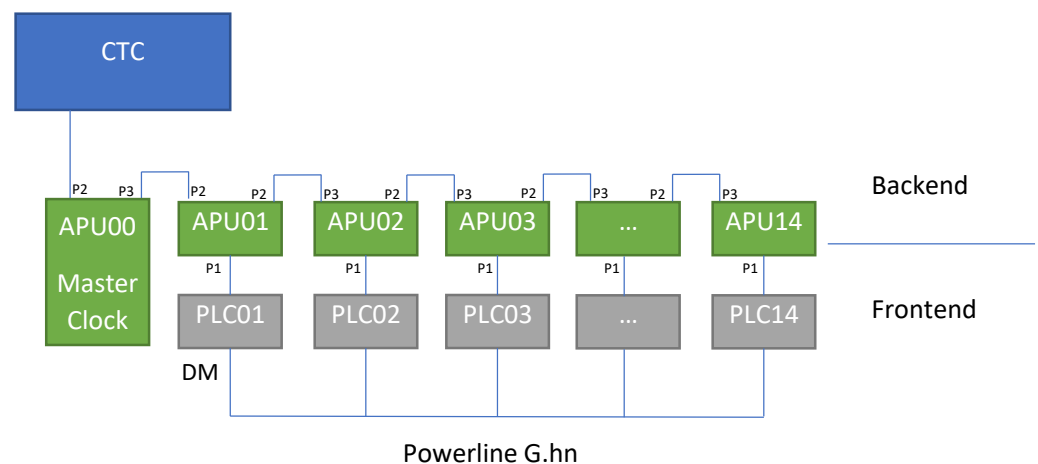 CTC
P2 P3 P2 P2 P3 P2 P3 P2 P3 P2 P3
Backend
APU00 APU01 APU02 APU03 ... APU14
P1 P1 P1 P1 P1
Master
Clock
PLC01 PLC02 PLC03 ... PLC14
Frontend
DM
Powerline G.hn